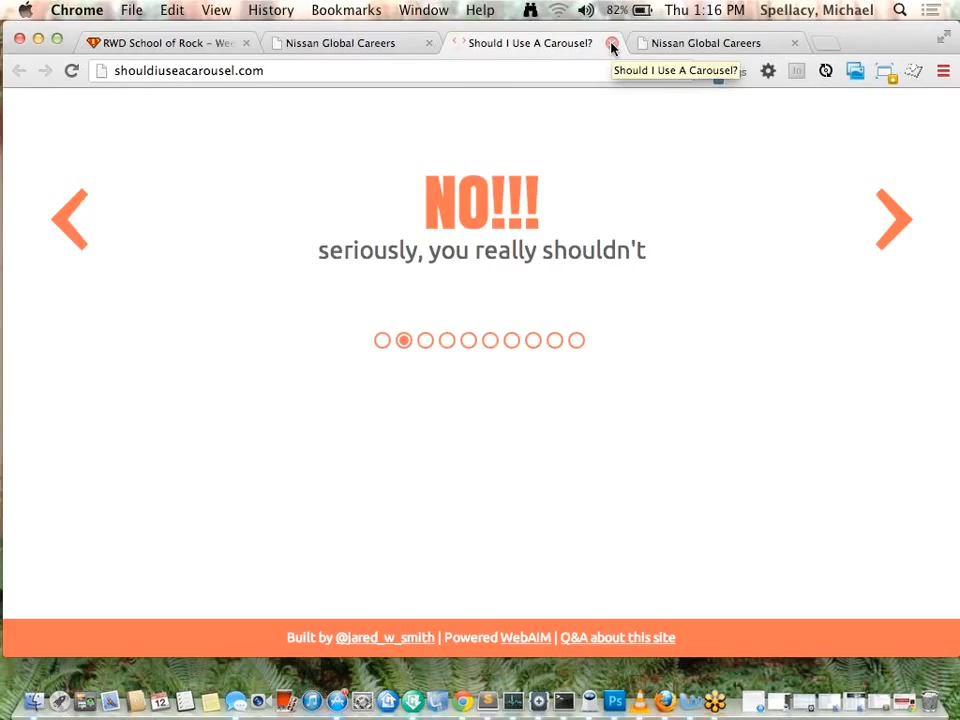 Chrome File Edit View History Bookmarks Window Help 82% Thu 1:16 PM Spellacy, Michael
RWD School of Rock – We
Nissan Global Careers
Should I Use A Carousel?
Nissan Global Careers
shouldiuseacarousel.com
Should I Use A Carousel?
NO!!!
seriously, you really shouldn't
Built by @jared_w_smith | Powered WebAIM | Q&A about this site
12
Ps